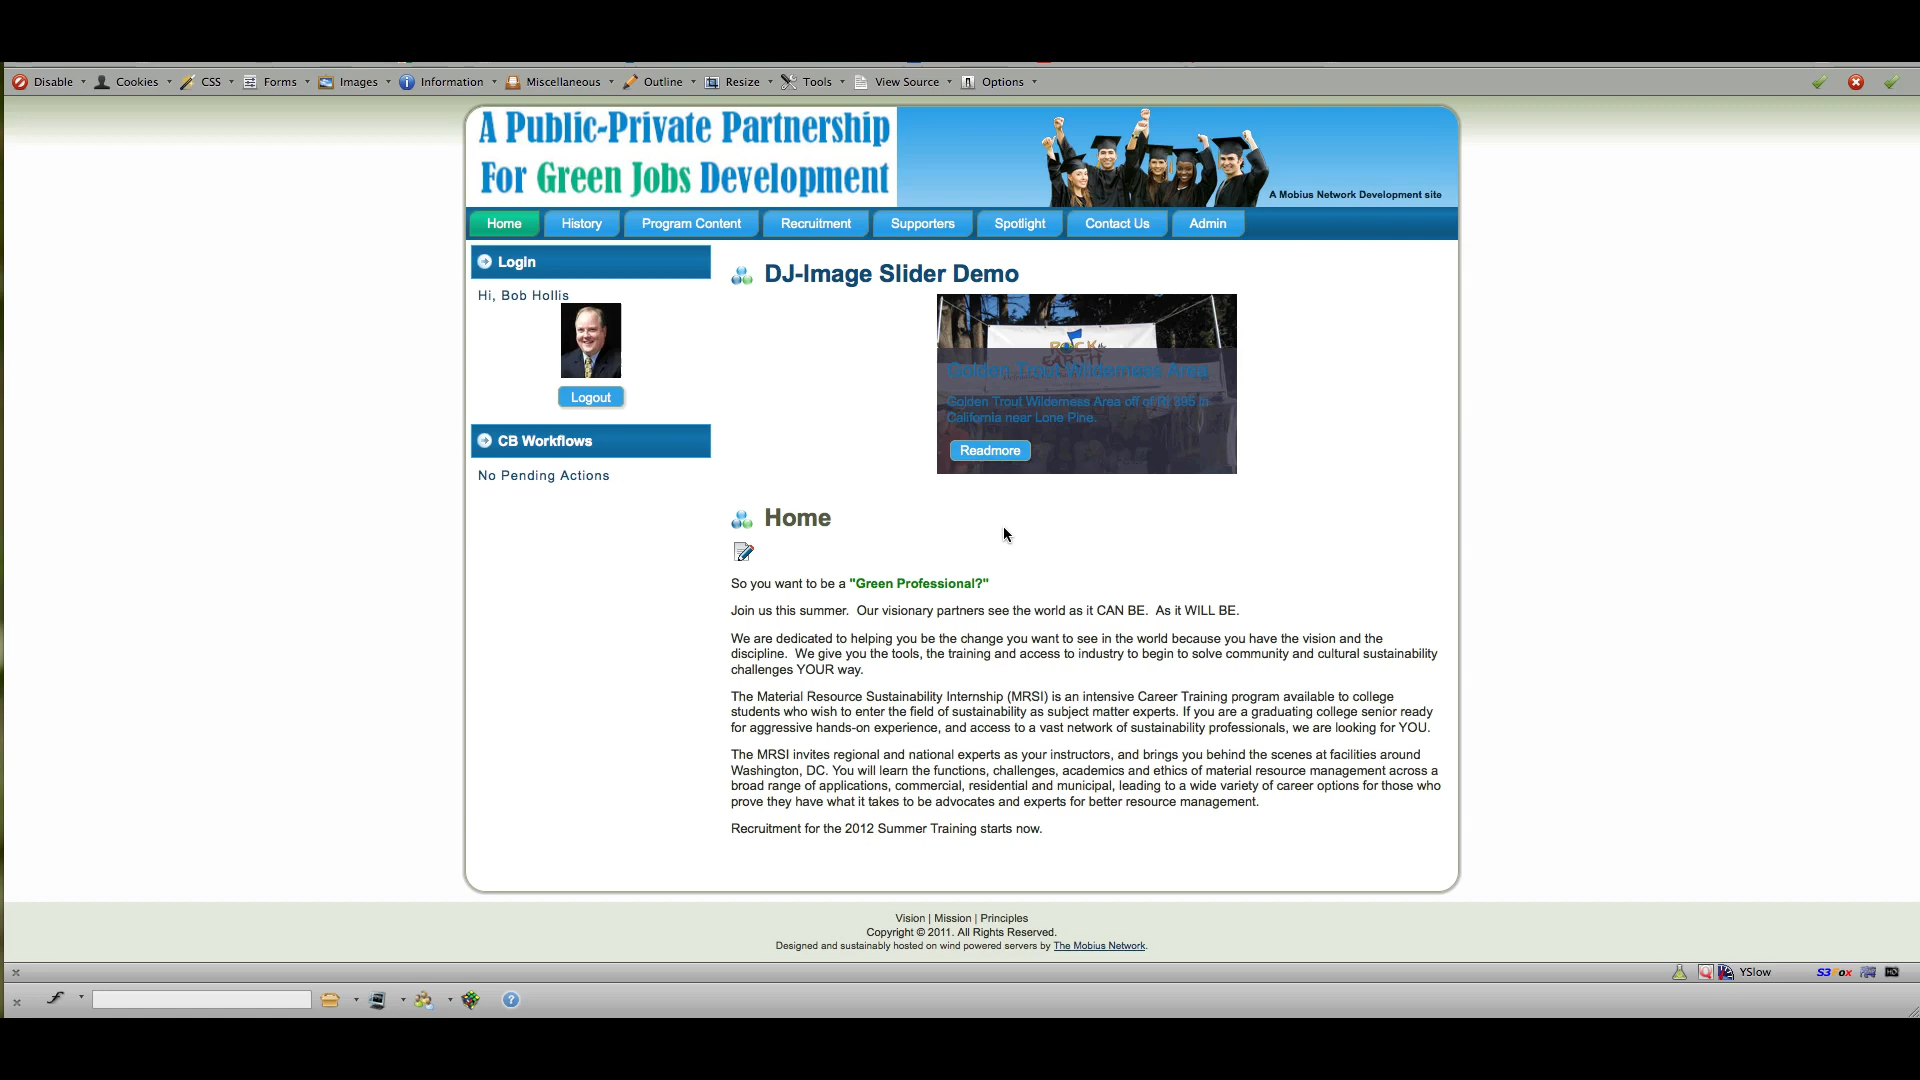 Disable Cookies CSS Forms Images Information Miscellaneous Outline Resize Tools View Source Options
A Public-Private Partnership
For Green Jobs Development
A Mobius Network Development site
Home History Program Content Recruitment Supporters Spotlight Contact Us Admin
Login
Hi, Bob Hollis
Logout
CB Workflows
No Pending Actions
DJ-Image Slider Demo
ROCK the
EARTH
Golden Trout Wilderness Area
Golden Trout Wilderness Area off of Rt 395 in
California near Lone Pine.
Readmore
Home
So you want to be a "Green Professional?"
Join us this summer.  Our visionary partners see the world as it CAN BE.  As it WILL BE.
We are dedicated to helping you be the change you want to see in the world because you have the vision and the
discipline.  We give you the tools, the training and access to industry to begin to solve community and cultural sustainability
challenges YOUR way.
The Material Resource Sustainability Internship (MRSI) is an intensive Career Training program available to college
students who wish to enter the field of sustainability as subject matter experts. If you are a graduating college senior ready
for aggressive hands-on experience, and access to a vast network of sustainability professionals, we are looking for YOU.
The MRSI invites regional and national experts as your instructors, and brings you behind the scenes at facilities around
Washington, DC. You will learn the functions, challenges, academics and ethics of material resource management across a
broad range of applications, commercial, residential and municipal, leading to a wide variety of career options for those who
prove they have what it takes to be advocates and experts for better resource management.
Recruitment for the 2012 Summer Training starts now.
Vision | Mission | Principles
Copyright © 2011. All Rights Reserved.
Designed and sustainably hosted on wind powered servers by The Mobius Network.
YSlow S3Fox